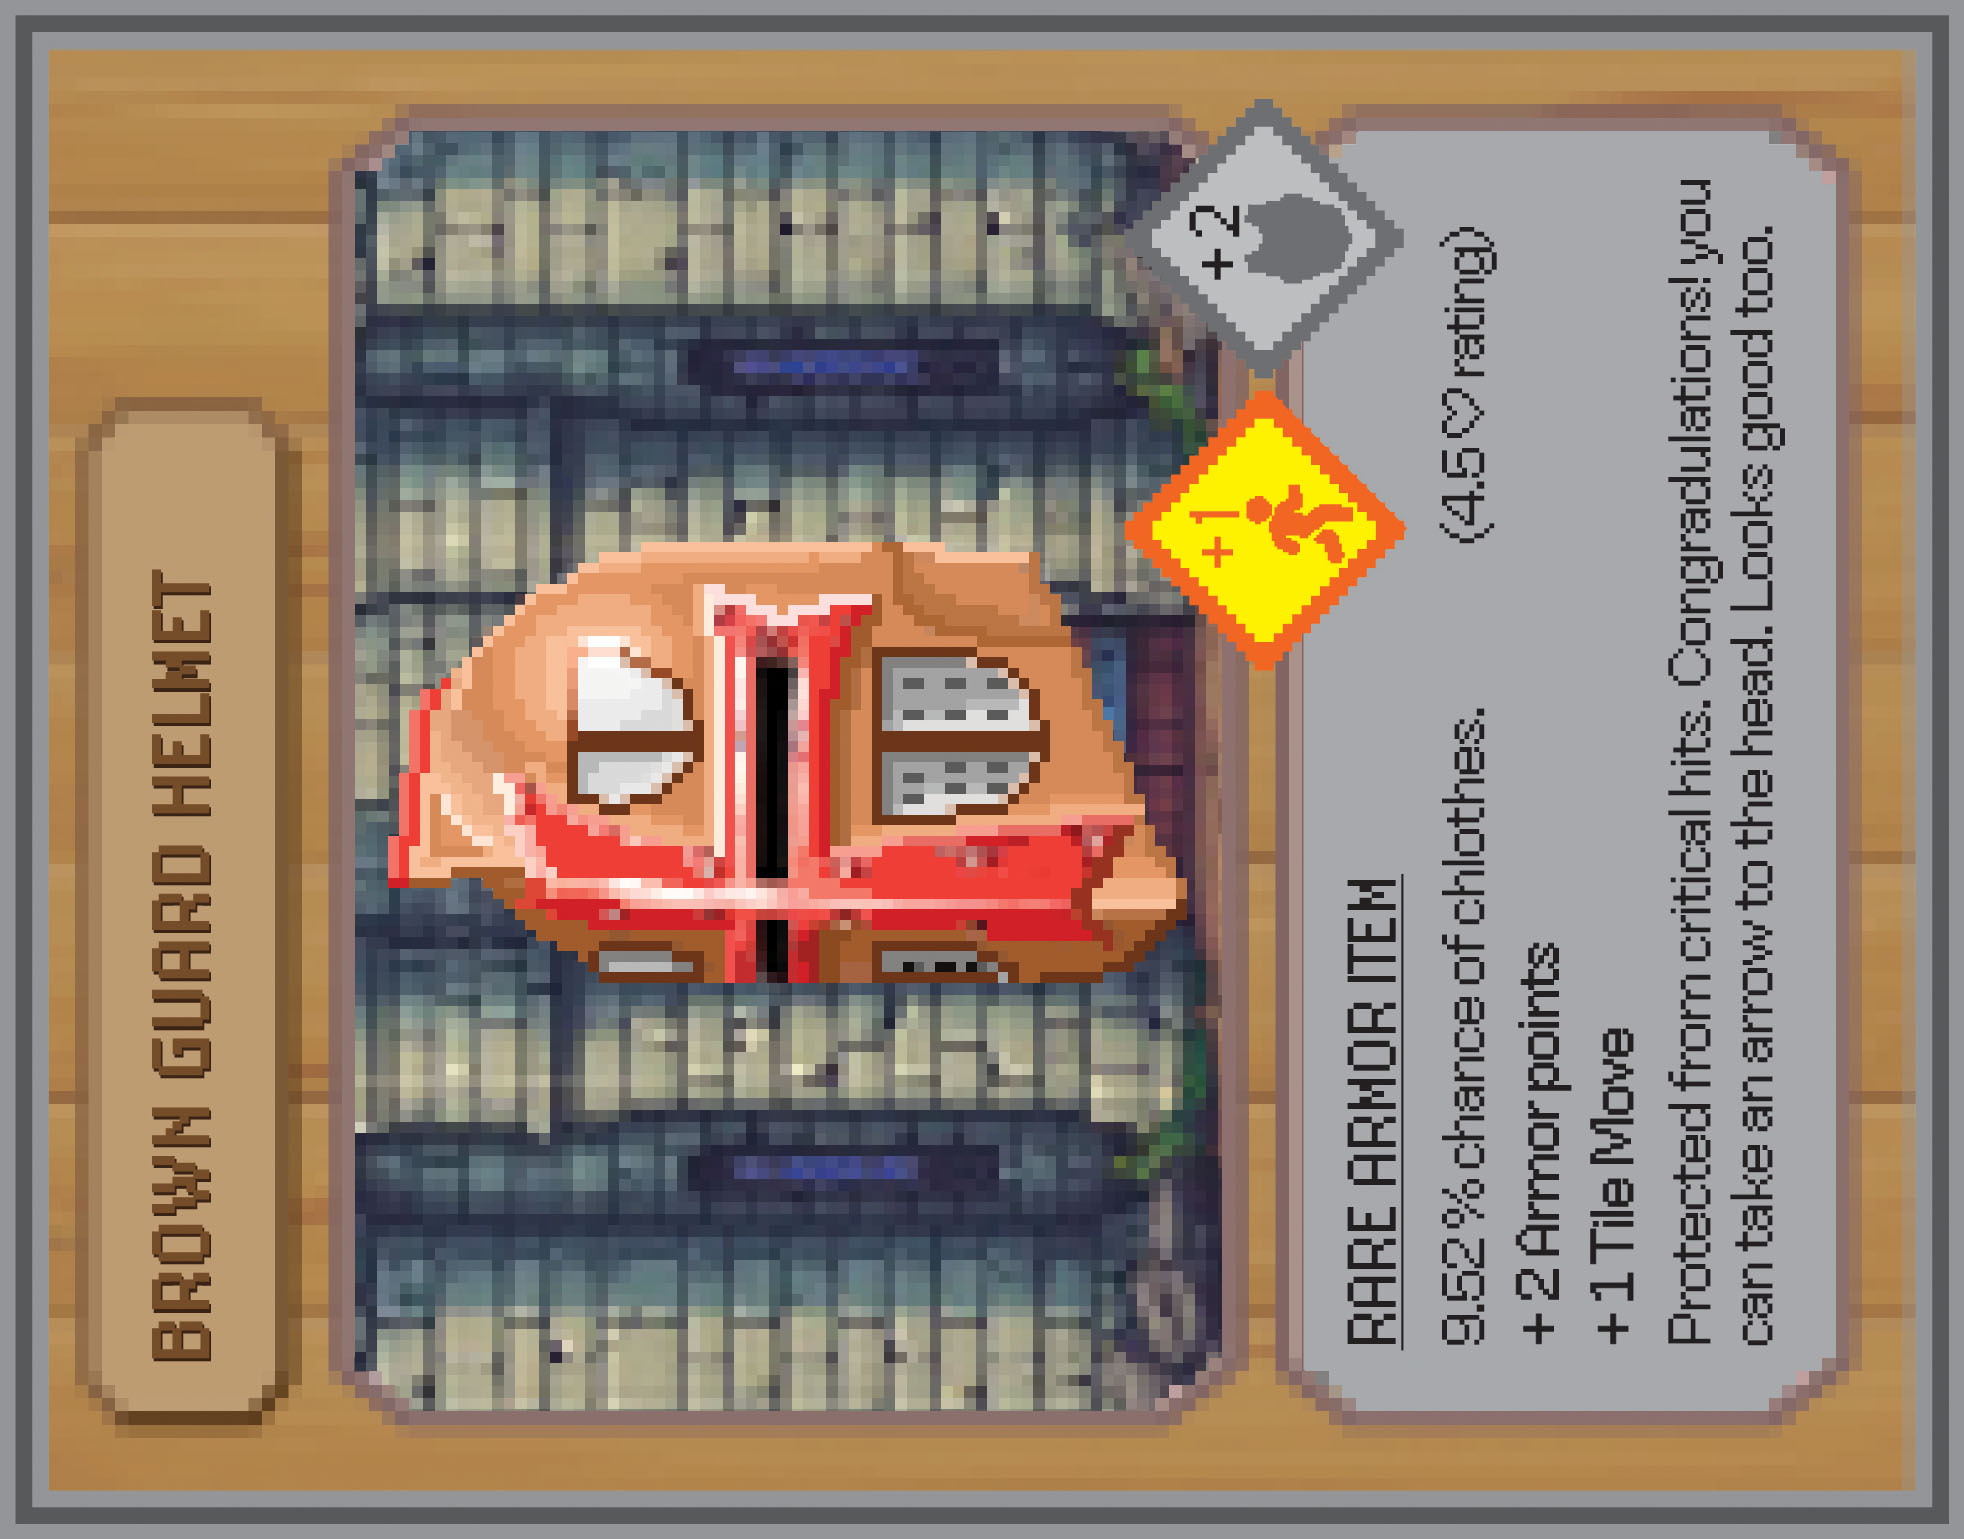 BROWN GUARD HELMET
+1
+2
RARE ARMOR ITEM
9.52% chance of chlothes. (4.5♡ rating)
+2 Armor points
+1 Tile Move
Protected from critical hits. Congradulations! you
can take an arrow to the head. Looks good too.